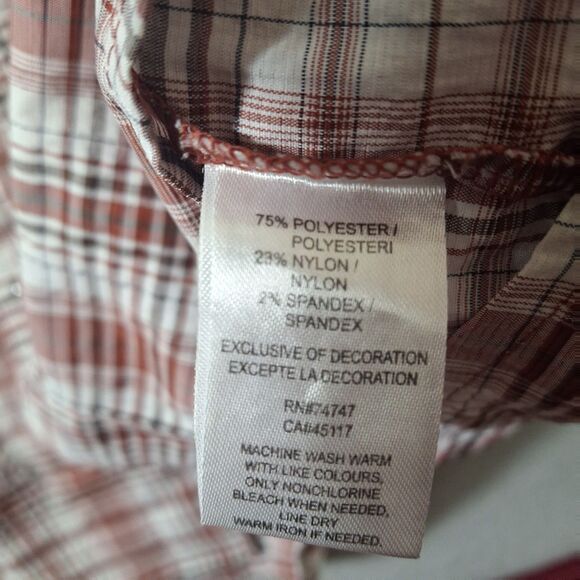 75% POLYESTER /
POLYESTERI
23% NYLON /
NYLON
2% SPANDEX /
SPANDEX
EXCLUSIVE OF DECORATION
EXCEPTE LA DECORATION
RN#74747
CA#45117
MACHINE WASH WARM
WITH LIKE COLOURS,
ONLY NONCHLORINE
BLEACH WHEN NEEDED,
LINE DRY
WARM IRON IF NEEDED.